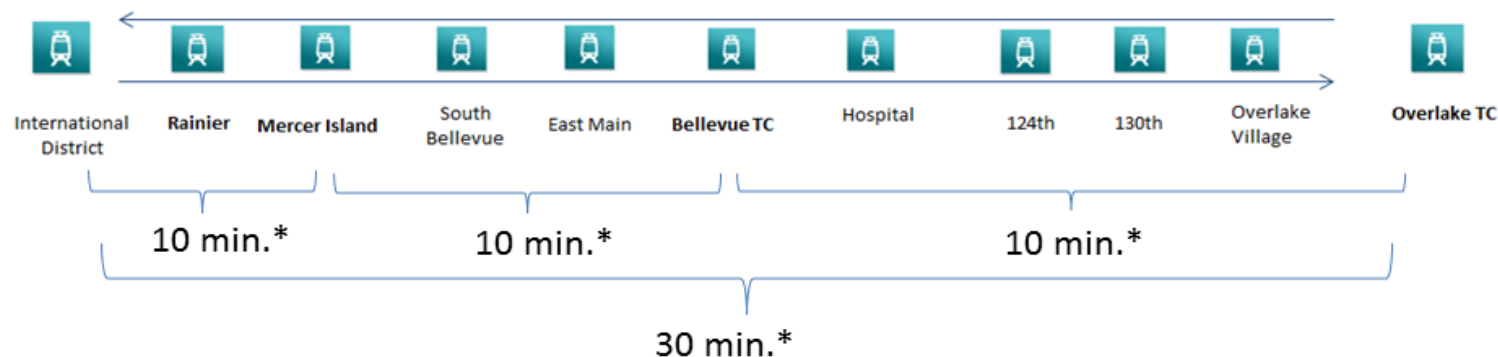 International
District
Rainier
Mercer Island
South
Bellevue
East Main
Bellevue TC
Hospital
124th
130th
Overlake
Village
Overlake TC
10 min.*
10 min.*
10 min.*
30 min.*